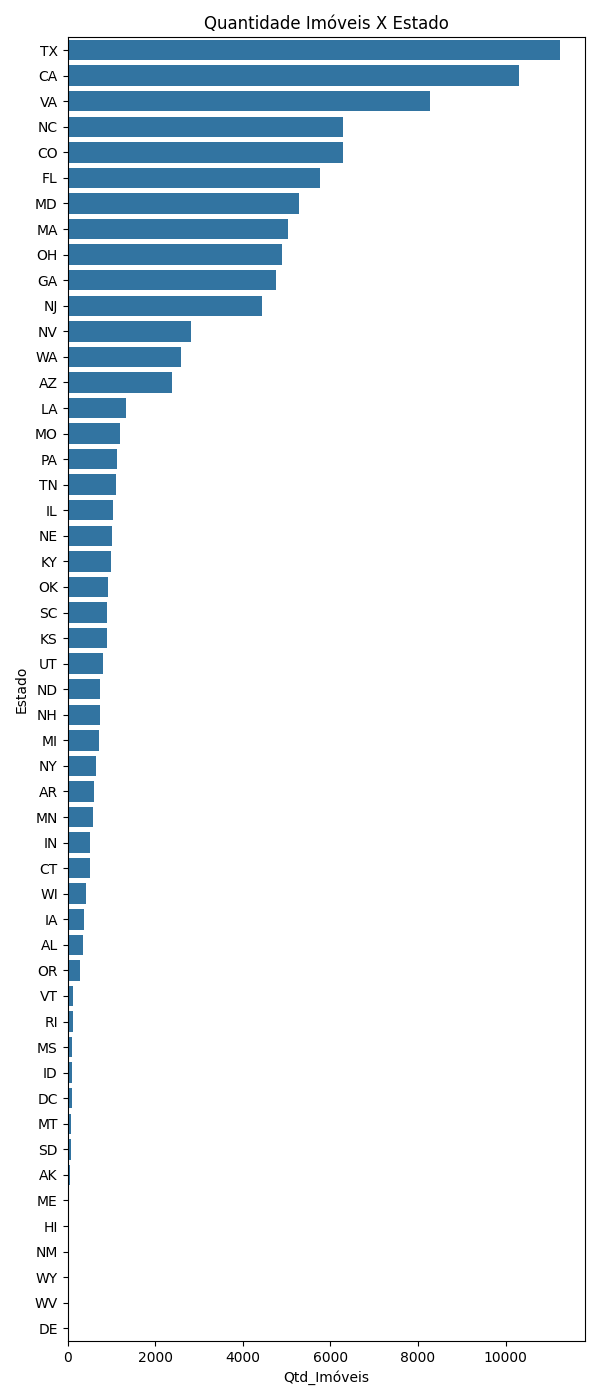 Quantidade Imóveis X Estado
TX
CA
VA
NC
CO
FL
MD
MA
OH
GA
NJ
NV
WA
AZ
LA
MO
PA
TN
IL
NE
KY
OK
SC
KS
UT
ND
NH
MI
NY
AR
MN
IN
CT
WI
IA
AL
OR
VT
RI
MS
ID
DC
MT
SD
AK
ME
HI
NM
WY
WV
DE
Estado
0 2000 4000 6000 8000 10000
Qtd_Imóveis